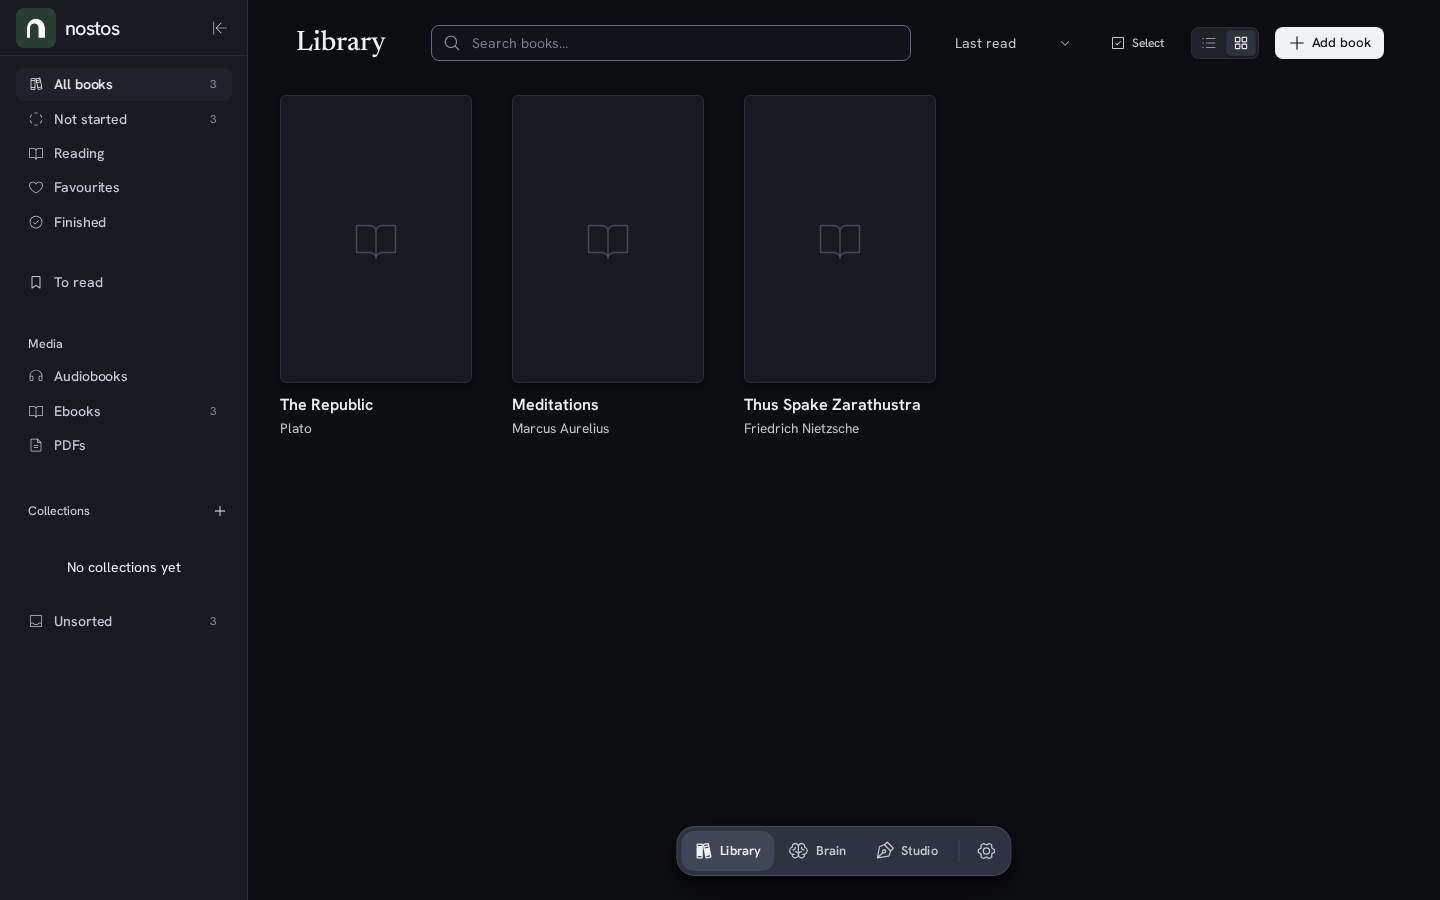 nostos
All books 3
Not started 3
Reading
Favourites
Finished
To read
Media
Audiobooks
Ebooks 3
PDFs
Collections
No collections yet
Unsorted 3
Library
Search books...
Last read
Select
Add book
The Republic
Plato
Meditations
Marcus Aurelius
Thus Spake Zarathustra
Friedrich Nietzsche
Library
Brain
Studio